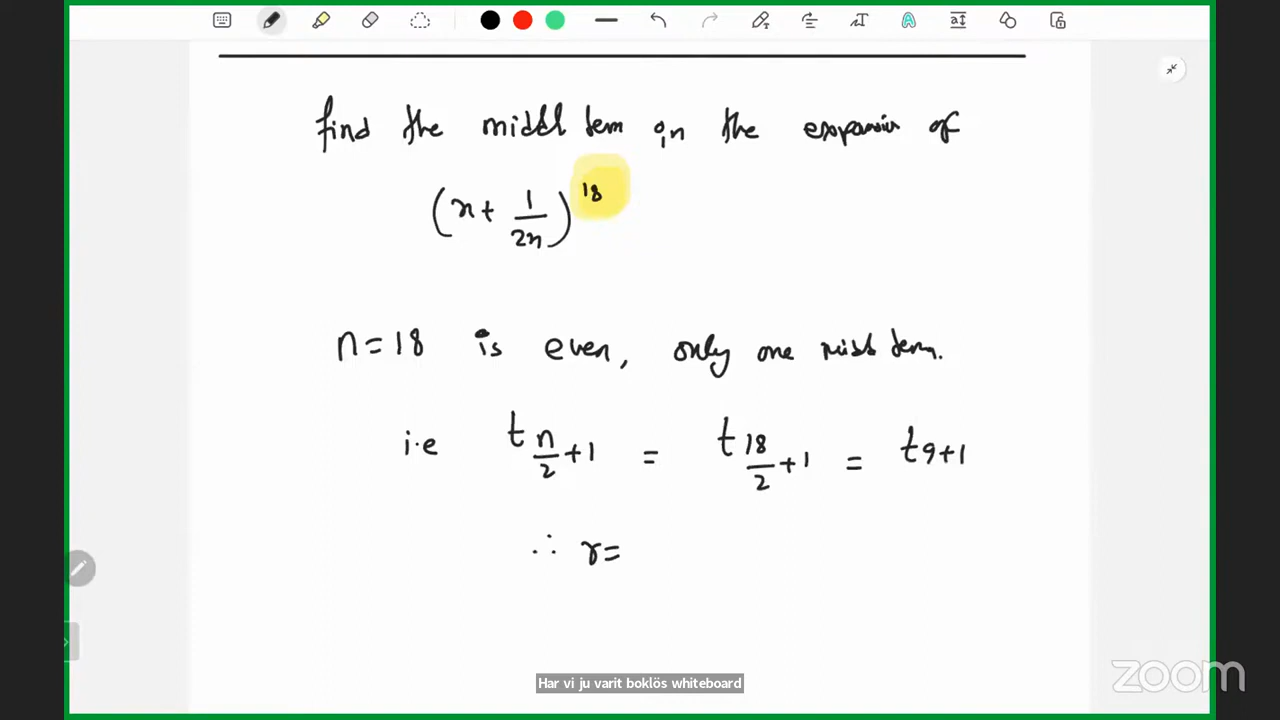 find the middl term in the expansion of
(x + 1/2x)^18
n = 18 is even, only one midd term.
i.e t_{n/2 + 1} = t_{18/2 + 1} = t_{9+1}
∴ r =
Har vi ju varit boklös whiteboard
zoom